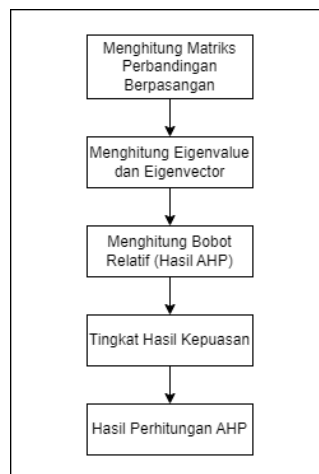 Menghitung Matriks
Perbandingan
Berpasangan
Menghitung Eigenvalue
dan Eigenvector
Menghitung Bobot
Relatif (Hasil AHP)
Tingkat Hasil Kepuasan
Hasil Perhitungan AHP